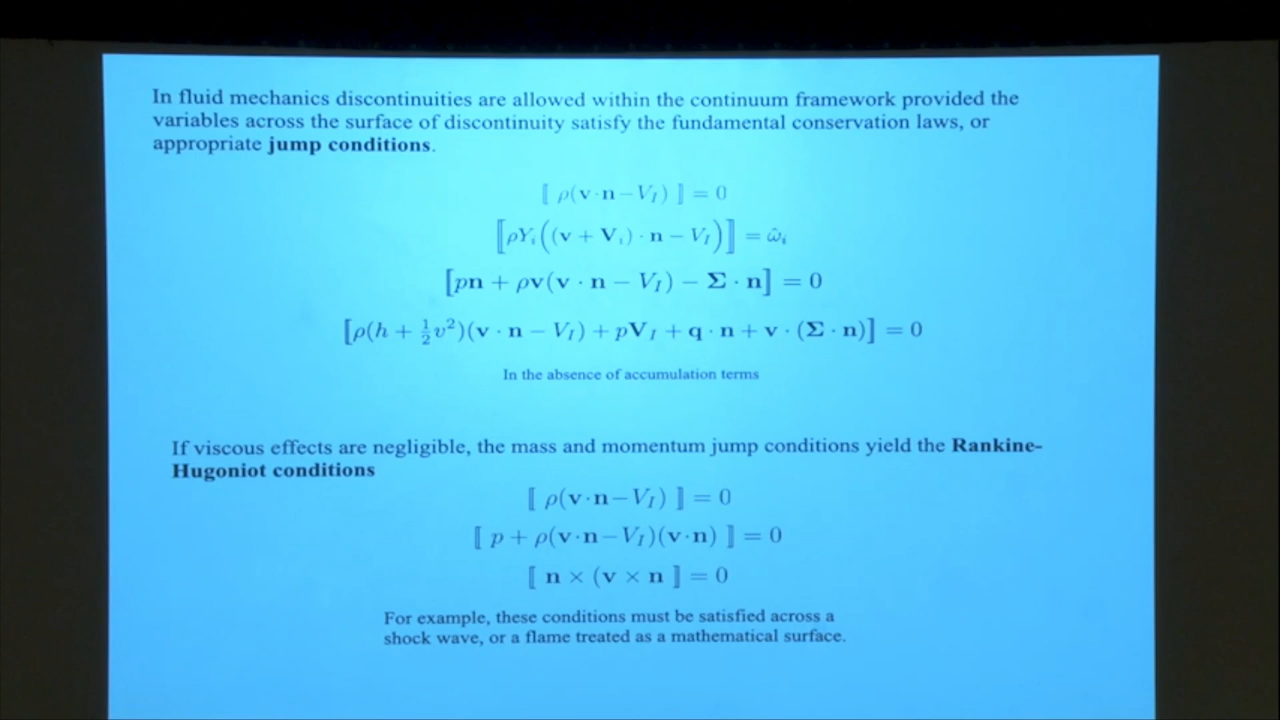 In fluid mechanics discontinuities are allowed within the continuum framework provided the
variables across the surface of discontinuity satisfy the fundamental conservation laws, or
appropriate jump conditions.
⟦ ρ(v·n−V_I) ⟧ = 0
⟦ρY_i((v + V_i) · n − V_I)⟧ = ω̂_i
[pn + ρv(v · n − V_I) − Σ · n] = 0
[ρ(h + ½v²)(v · n − V_I) + pV_I + q · n + v · (Σ · n)] = 0
In the absence of accumulation terms
If viscous effects are negligible, the mass and momentum jump conditions yield the Rankine-
Hugoniot conditions
⟦ ρ(v·n−V_I) ⟧ = 0
⟦ p + ρ(v·n−V_I)(v·n) ⟧ = 0
⟦ n × (v × n ⟧ = 0
For example, these conditions must be satisfied across a
shock wave, or a flame treated as a mathematical surface.